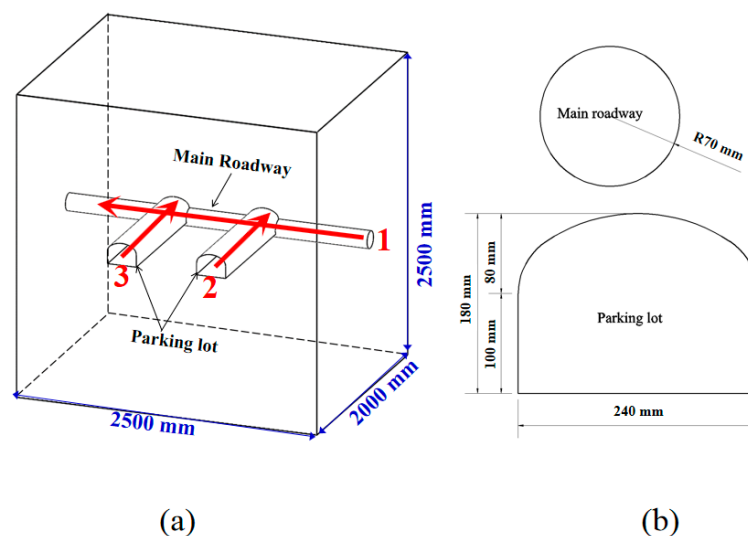 Main Roadway
1
3
2
Parking lot
2500 mm
2000 mm
2500 mm
(a)
Main roadway
R70 mm
180 mm
80 mm
100 mm
Parking lot
240 mm
(b)